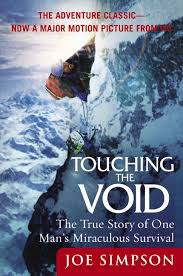 THE ADVENTURE CLASSIC—
NOW A MAJOR MOTION PICTURE FROM
TOUCHING
THE VOID
The True Story of One
Man's Miraculous Survival
JOE SIMPSON